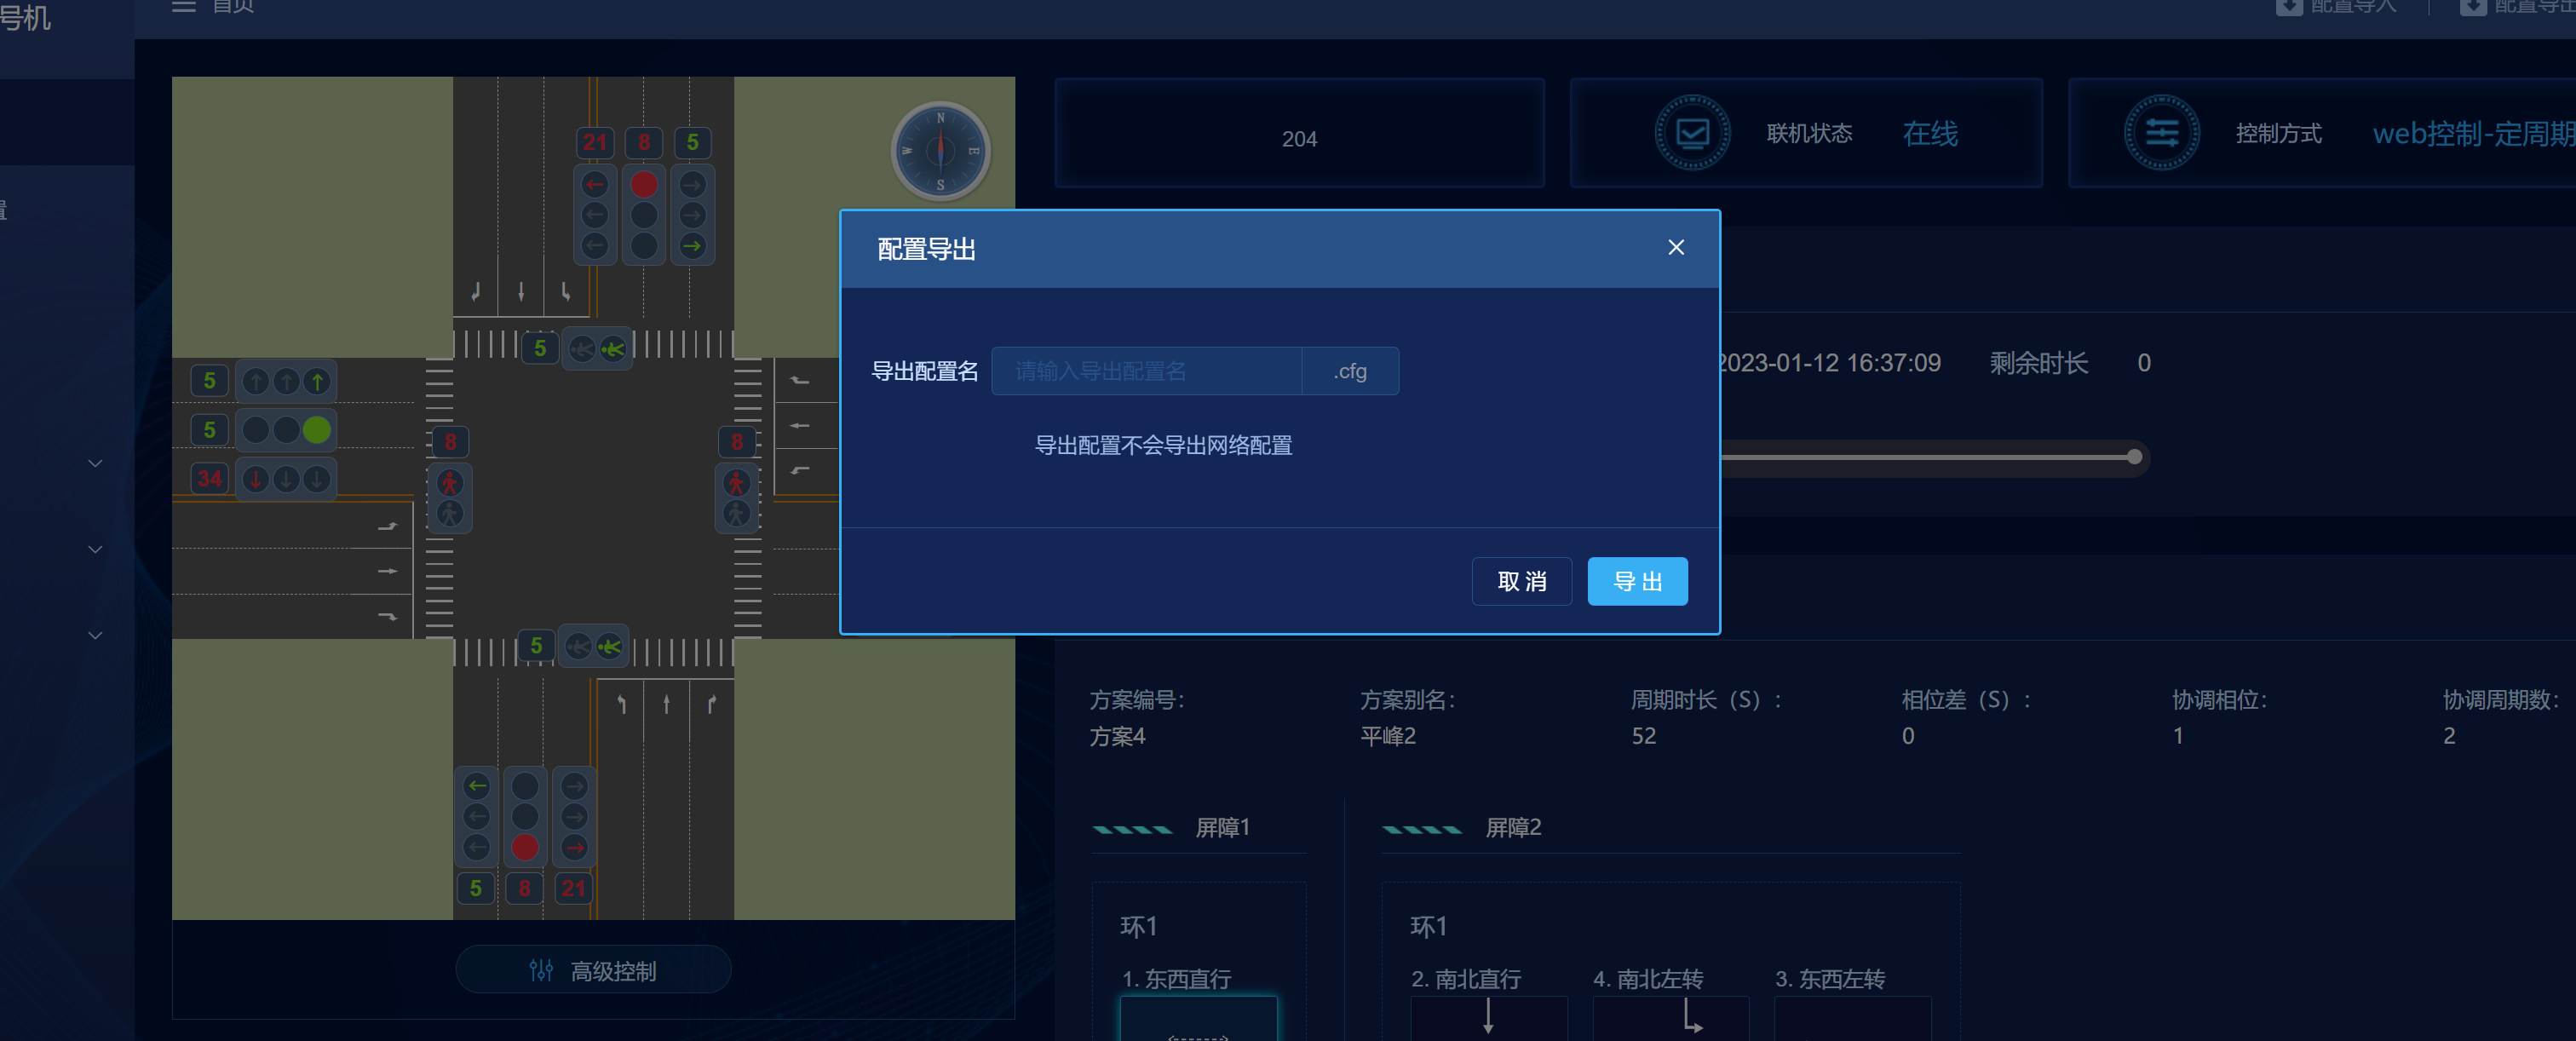 号机
首页
配置导入
配置导出
置
204
联机状态
在线
控制方式
web控制-定周期
N
E
S
W
21
8
5
5
5
5
34
8
8
5
5
8
21
配置导出
导出配置名
请输入导出配置名
.cfg
导出配置不会导出网络配置
取 消
导 出
2023-01-12 16:37:09
剩余时长
0
方案编号：
方案4
方案别名：
平峰2
周期时长（S）：
52
相位差（S）：
0
协调相位：
1
协调周期数：
2
屏障1
屏障2
环1
1. 东西直行
环1
2. 南北直行
4. 南北左转
3. 东西左转
高级控制